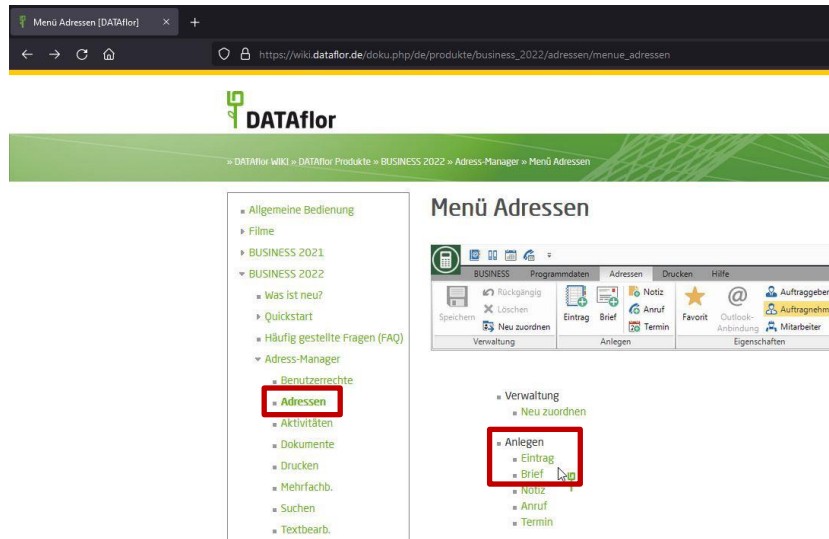 Menü Adressen [DATAflor]
https://wiki.dataflor.de/doku.php/de/produkte/business_2022/adressen/menue_adressen
DATAflor
» DATAflor WIKI » DATAflor Produkte » BUSINESS 2022 » Adress-Manager » Menü Adressen
Allgemeine Bedienung
Filme
BUSINESS 2021
BUSINESS 2022
Was ist neu?
Quickstart
Häufig gestellte Fragen (FAQ)
Adress-Manager
Benutzerrechte
Adressen
Aktivitäten
Dokumente
Drucken
Mehrfachb.
Suchen
Textbearb.
Menü Adressen
BUSINESS Programmdaten Adressen Drucken Hilfe
Speichern
Rückgängig
Löschen
Neu zuordnen
Verwaltung
Eintrag
Brief
Notiz
Anruf
Termin
Anlegen
Favorit
Outlook-
Anbindung
Auftraggeber
Auftragnehm
Mitarbeiter
Eigenschaften
Verwaltung
Neu zuordnen
Anlegen
Eintrag
Brief
Notiz
Anruf
Termin